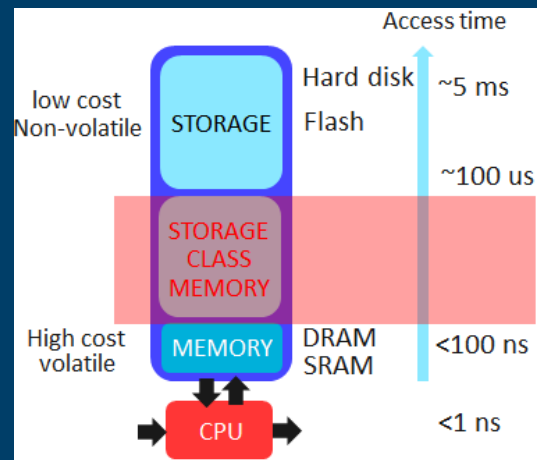 Access time
Hard disk
~5 ms
low cost
Non-volatile
STORAGE
Flash
~100 us
STORAGE
CLASS
MEMORY
High cost
volatile
MEMORY
DRAM
SRAM
<100 ns
CPU
<1 ns